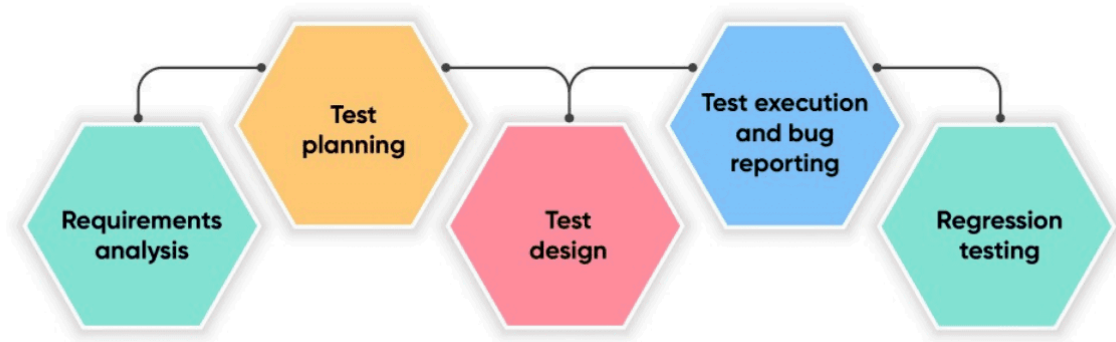 Requirements
analysis
Test
planning
Test
design
Test execution
and bug
reporting
Regression
testing